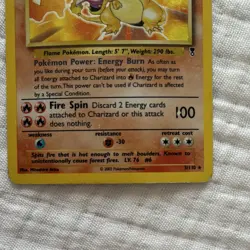 Flame Pokémon. Length: 5' 7", Weight: 200 lbs.
Pokémon Power: Energy Burn As often as you
like during your turn (before your attack), you may turn all
Energy attached to Charizard into Energy for the rest of
the turn. This power can't be used if Charizard is affected
by a Special Condition.
Fire Spin Discard 2 Energy cards
attached to Charizard or this attack
does nothing.
100
weakness
resistance
-30
retreat cost
Spits fire that is hot enough to melt boulders. Known
to unintentionally cause forest fires. LV. 76 #6